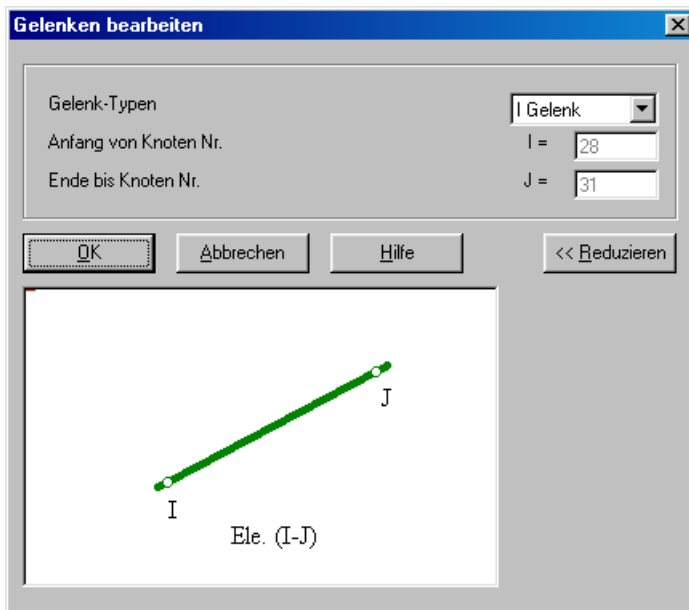 Gelenken bearbeiten
Gelenk-Typen I Gelenk
Anfang von Knoten Nr. I = 28
Ende bis Knoten Nr. J = 31
OK Abbrechen Hilfe << Reduzieren
J
I
Ele. (I-J)